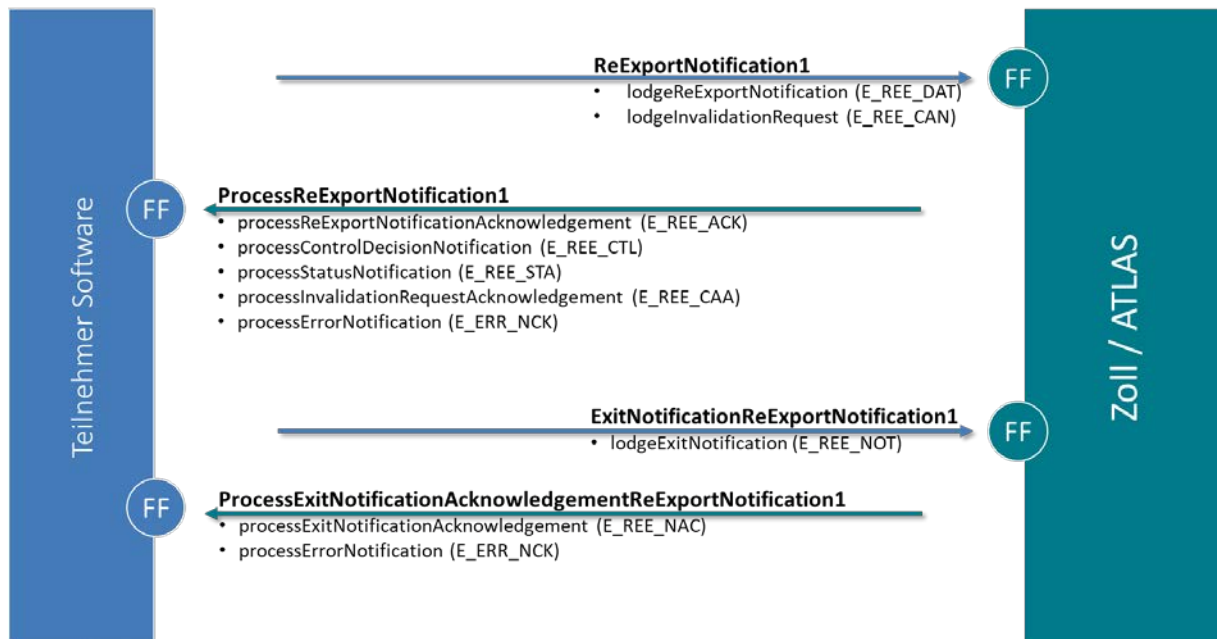 Teilnehmer Software
Zoll / ATLAS
ReExportNotification1
FF
• lodgeReExportNotification (E_REE_DAT)
• lodgeInvalidationRequest (E_REE_CAN)
ProcessReExportNotification1
FF
• processReExportNotificationAcknowledgement (E_REE_ACK)
• processControlDecisionNotification (E_REE_CTL)
• processStatusNotification (E_REE_STA)
• processInvalidationRequestAcknowledgement (E_REE_CAA)
• processErrorNotification (E_ERR_NCK)
ExitNotificationReExportNotification1
FF
• lodgeExitNotification (E_REE_NOT)
ProcessExitNotificationAcknowledgementReExportNotification1
FF
• processExitNotificationAcknowledgement (E_REE_NAC)
• processErrorNotification (E_ERR_NCK)